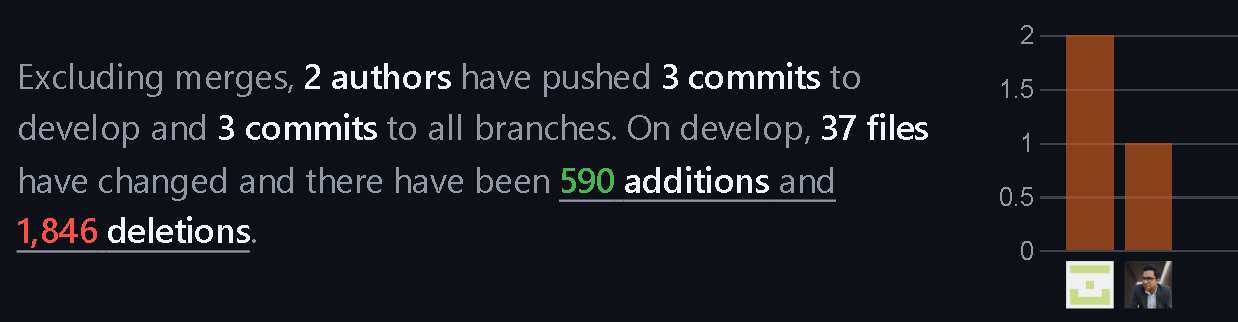 Excluding merges, 2 authors have pushed 3 commits to
develop and 3 commits to all branches. On develop, 37 files
have changed and there have been 590 additions and
1,846 deletions.
2
1.5
1
0.5
0